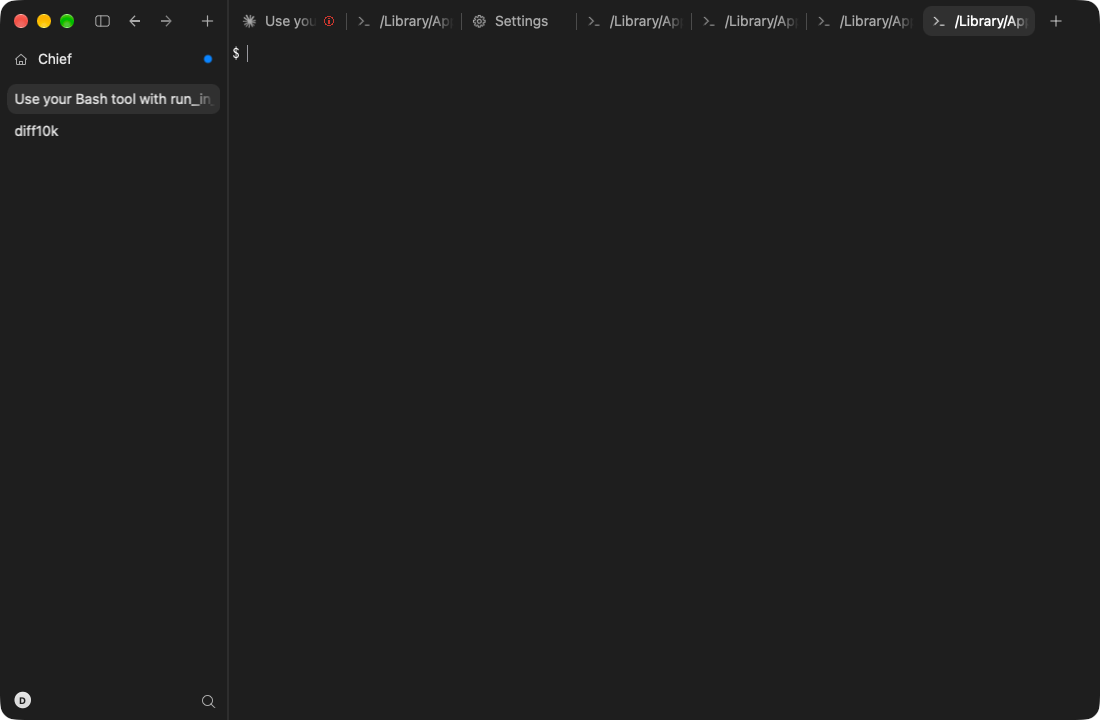 Use you
/Library/Ap
Settings
/Library/Ap
/Library/Ap
/Library/Ap
/Library/Ap
Chief
$
Use your Bash tool with run_in_
diff10k
D